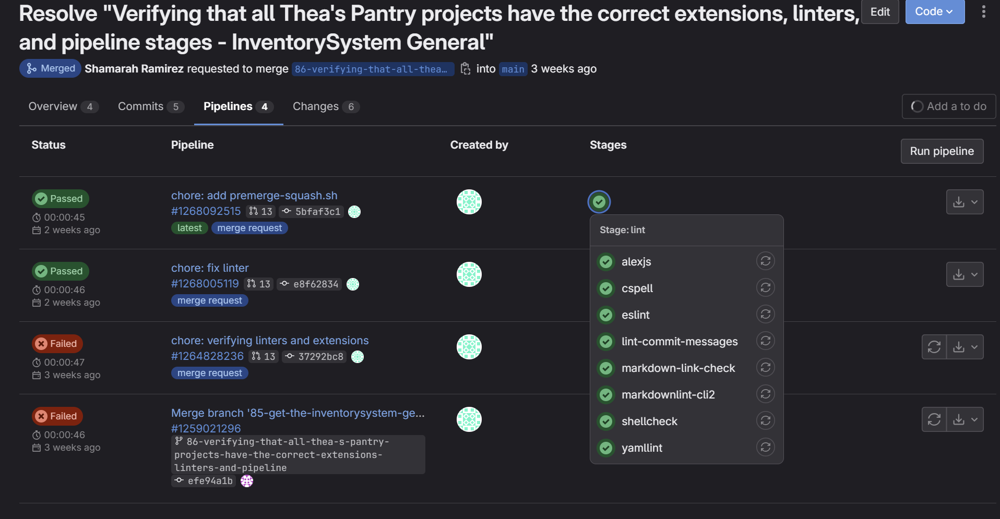 Resolve "Verifying that all Thea's Pantry projects have the correct extensions, linters,
and pipeline stages - InventorySystem General"
Edit
Code
Merged Shamarah Ramirez requested to merge 86-verifying-that-all-thea… into main 3 weeks ago
Overview 4 Commits 5 Pipelines 4 Changes 6
Add a to do
Status Pipeline Created by Stages
Run pipeline
Passed
00:00:45
2 weeks ago
chore: add premerge-squash.sh
#1268092515 13 5bfaf3c1
latest merge request
Passed
00:00:46
2 weeks ago
chore: fix linter
#1268005119 13 e8f62834
merge request
Failed
00:00:47
3 weeks ago
chore: verifying linters and extensions
#1264828236 13 37292bc8
merge request
Failed
00:00:46
3 weeks ago
Merge branch '85-get-the-inventorysystem-ge...
#1259021296
86-verifying-that-all-thea-s-pantry-
projects-have-the-correct-extensions-
linters-and-pipeline
efe94a1b
Stage: lint
alexjs
cspell
eslint
lint-commit-messages
markdown-link-check
markdownlint-cli2
shellcheck
yamllint